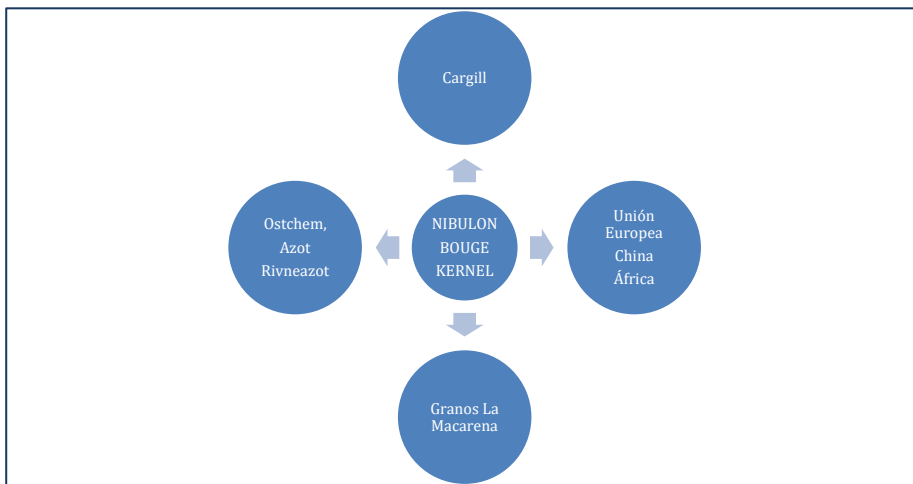 Cargill
Ostchem,
Azot
Rivneazot
NIBULON
BOUGE
KERNEL
Unión
Europea
China
África
Granos La
Macarena